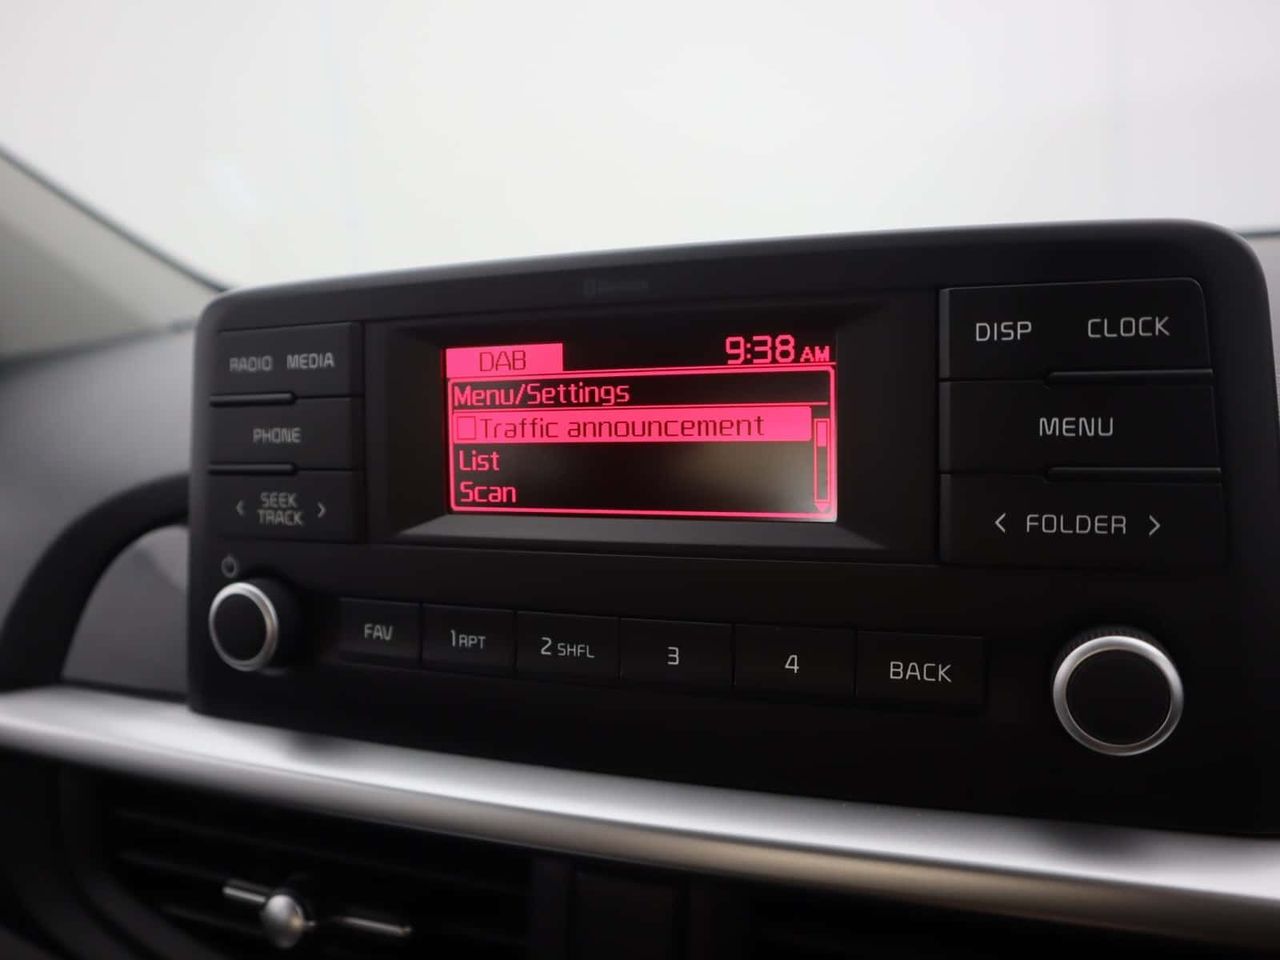 RADIO MEDIA
PHONE
< SEEK TRACK >
DAB 9:38 AM
Menu/Settings
Traffic announcement
List
Scan
DISP CLOCK
MENU
< FOLDER >
FAV 1 RPT 2 SHFL 3 4 BACK